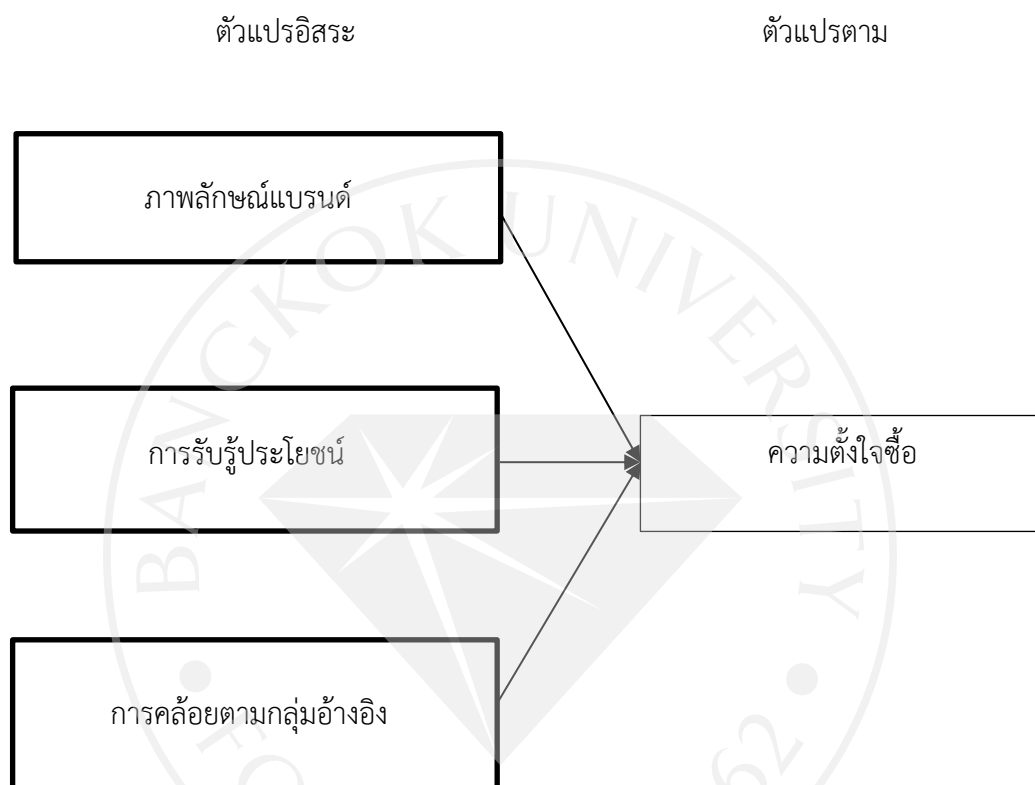 ตัวแปรอิสระ
ตัวแปรตาม
ภาพลักษณ์แบรนด์
การรับรู้ประโยชน์
ความตั้งใจซื้อ
การคล้อยตามกลุ่มอ้างอิง
BANGKOK UNIVERSITY